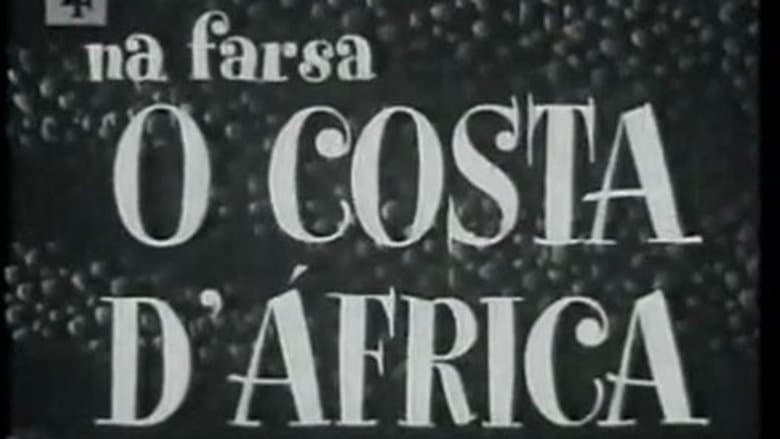 na farsa
O COSTA
D'ÁFRICA